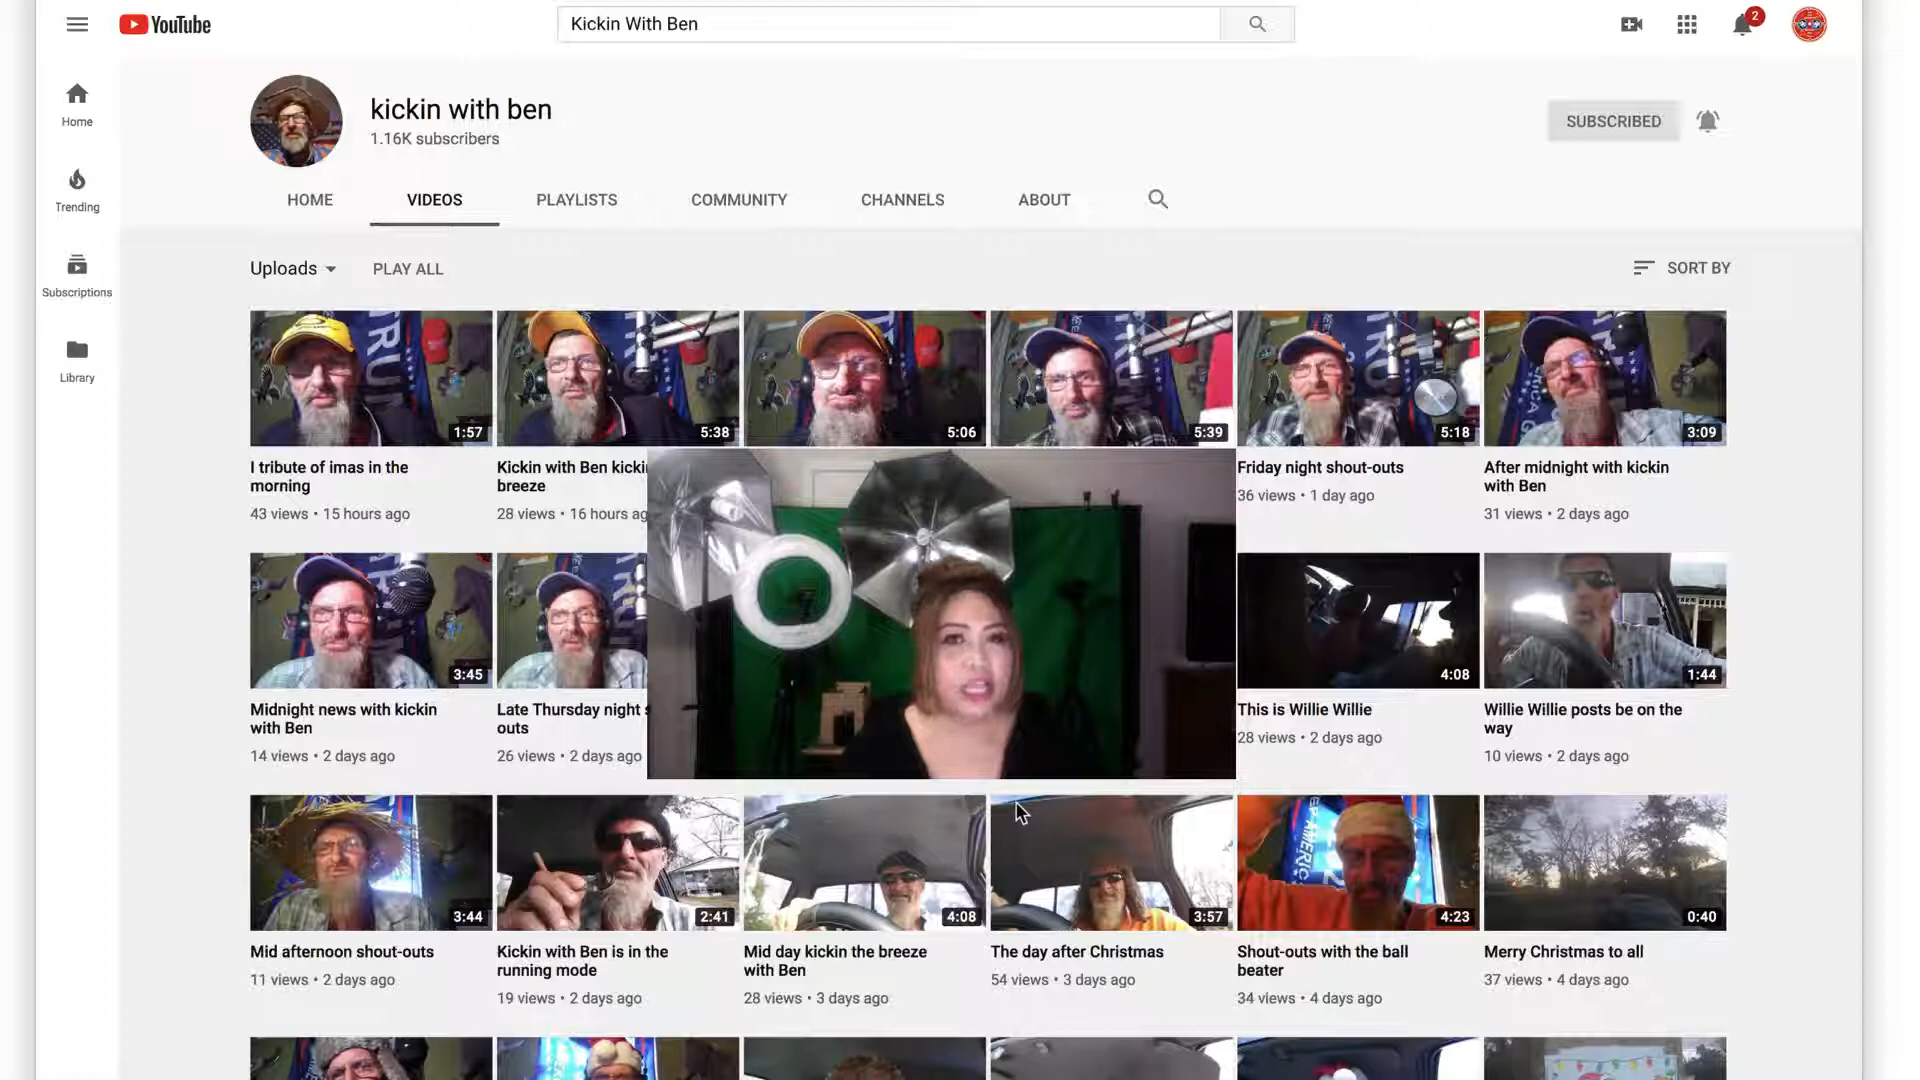 YouTube
Kickin With Ben
2
Home
Trending
Subscriptions
Library
kickin with ben
1.16K subscribers
SUBSCRIBED
HOME
VIDEOS
PLAYLISTS
COMMUNITY
CHANNELS
ABOUT
Uploads
PLAY ALL
SORT BY
1:57
5:38
5:06
5:39
5:18
3:09
I tribute of imas in the
morning
43 views • 15 hours ago
Kickin with Ben
breeze
28 views • 16 hours
Friday night shout-outs
36 views • 1 day ago
After midnight with kickin
with Ben
31 views • 2 days ago
3:45
4:08
1:44
Midnight news with kickin
with Ben
14 views • 2 days ago
Late Thursday night
outs
26 views • 2 days ago
This is Willie Willie
28 views • 2 days ago
Willie Willie posts be on the
way
10 views • 2 days ago
3:44
2:41
4:08
3:57
4:23
0:40
Mid afternoon shout-outs
11 views • 2 days ago
Kickin with Ben is in the
running mode
19 views • 2 days ago
Mid day kickin the breeze
with Ben
28 views • 3 days ago
The day after Christmas
54 views • 3 days ago
Shout-outs with the ball
beater
34 views • 4 days ago
Merry Christmas to all
37 views • 4 days ago